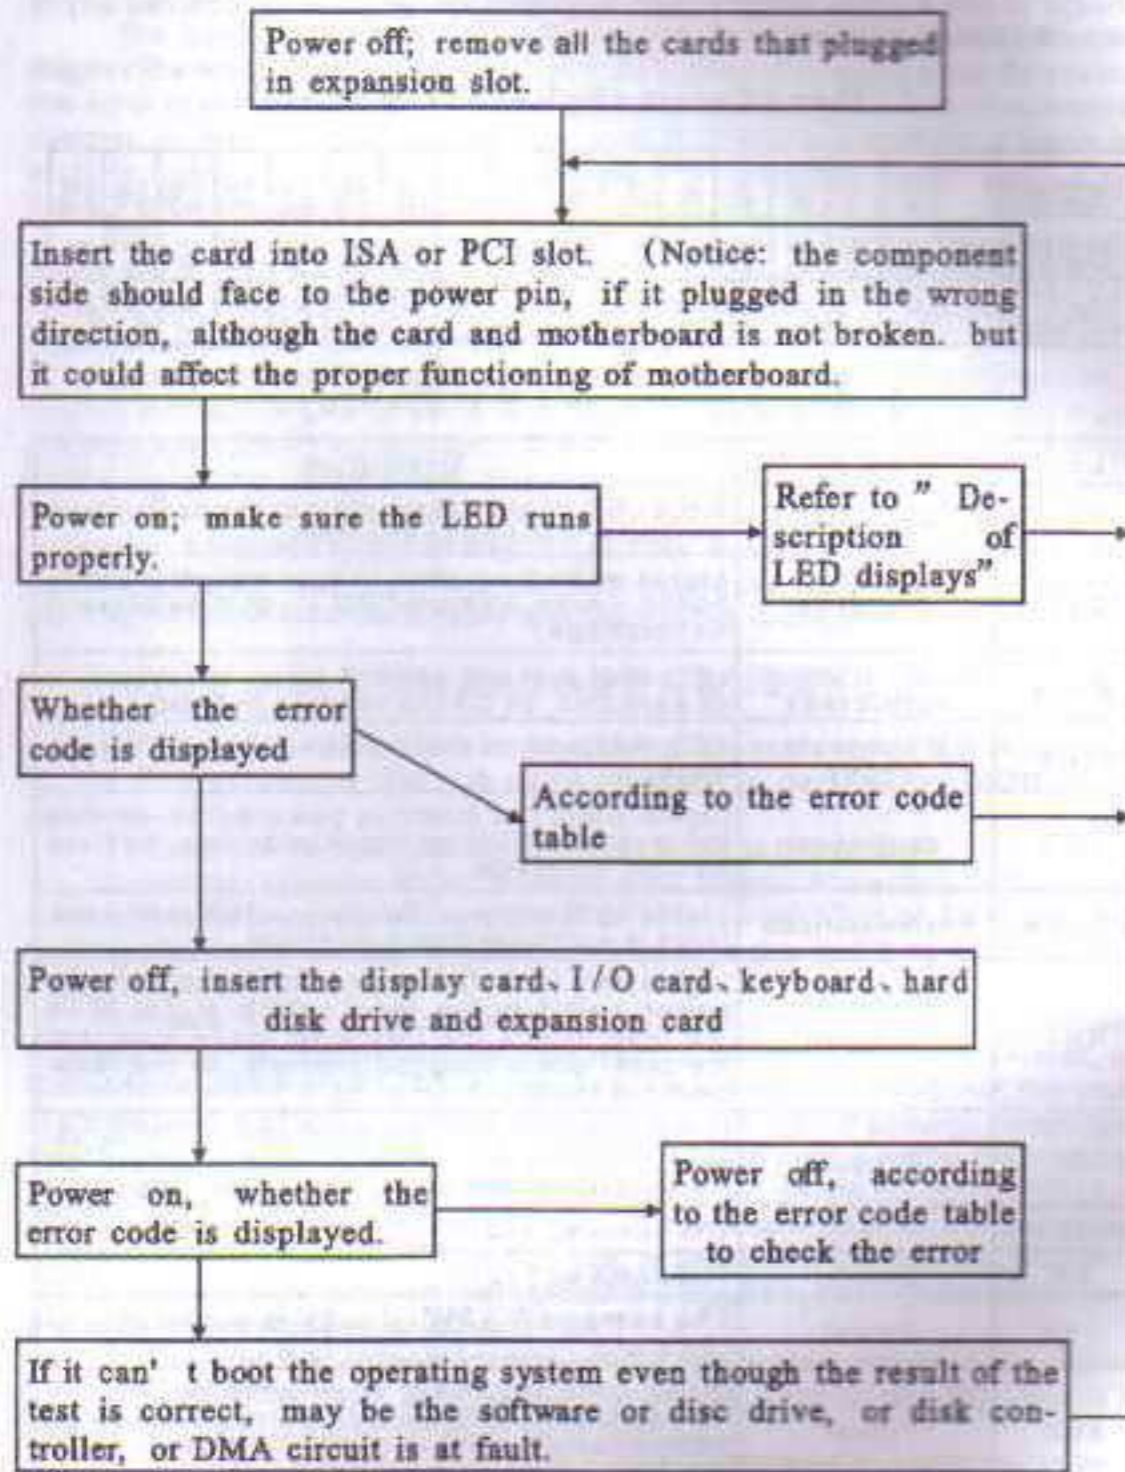 Power off; remove all the cards that plugged
in expansion slot.
Insert the card into ISA or PCI slot. (Notice: the component
side should face to the power pin, if it plugged in the wrong
direction, although the card and motherboard is not broken. but
it could affect the proper functioning of motherboard.
Power on; make sure the LED runs
properly.
Refer to ” De-
scription of
LED displays”
Whether the error
code is displayed
According to the error code
table
Power off, insert the display card、I/O card、keyboard、hard
disk drive and expansion card
Power on, whether the
error code is displayed.
Power off, according
to the error code table
to check the error
If it can’ t boot the operating system even though the result of the
test is correct, may be the software or disc drive, or disk con-
troller, or DMA circuit is at fault.